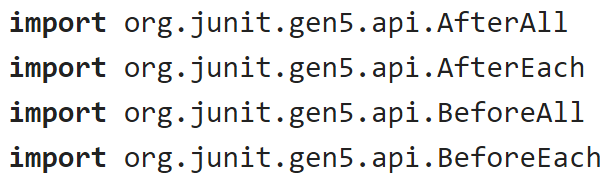 import org.junit.gen5.api.AfterAll
import org.junit.gen5.api.AfterEach
import org.junit.gen5.api.BeforeAll
import org.junit.gen5.api.BeforeEach